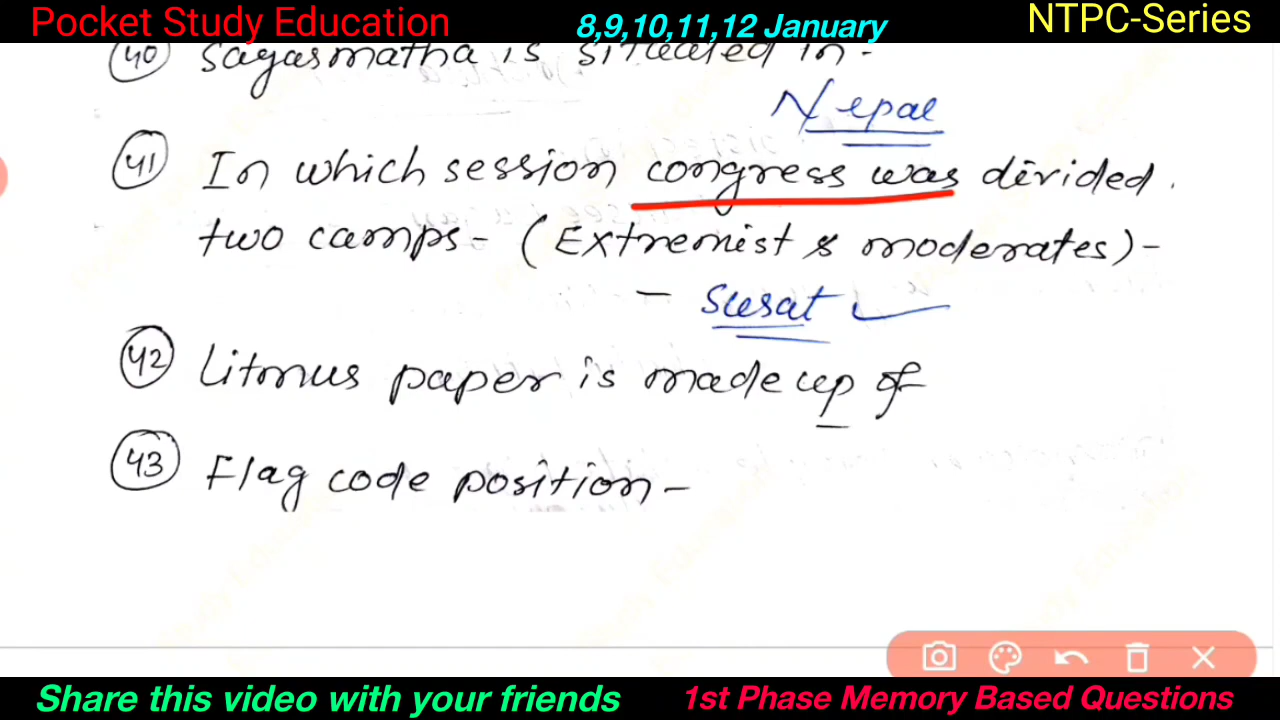 Pocket Study Education
8,9,10,11,12 January
NTPC-Series
40 Sagarmatha is situated in-
Nepal
41 In which session congress was divided.
two camps- (Extremist & moderates)-
- Surat
42 Litmus paper is made up of
43 Flag code position-
Share this video with your friends
1st Phase Memory Based Questions